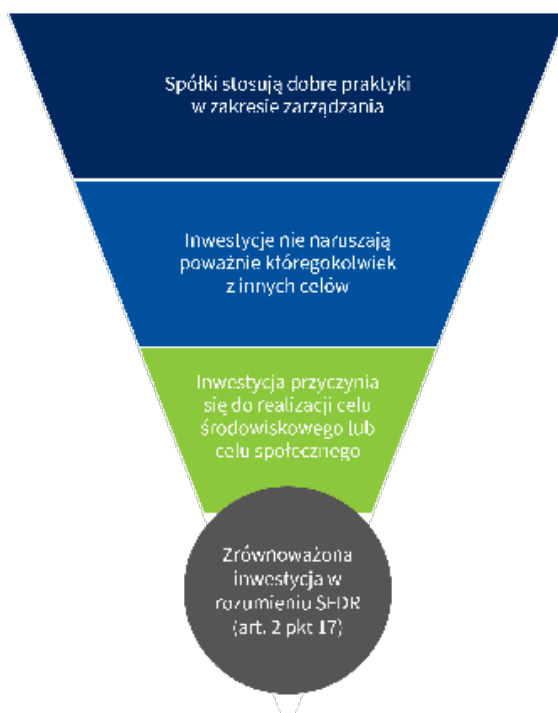 Spółki stosują dobre praktyki
w zakresie zarządzania
Inwestycje nie naruszają
poważnie któregokolwiek
z innych celów
Inwestycja przyczynia
się do realizacji celu
środowiskowego lub
celu społecznego
Zrównoważona
inwestycja w
rozumieniu SFDR
(art. 2 pkt 17)